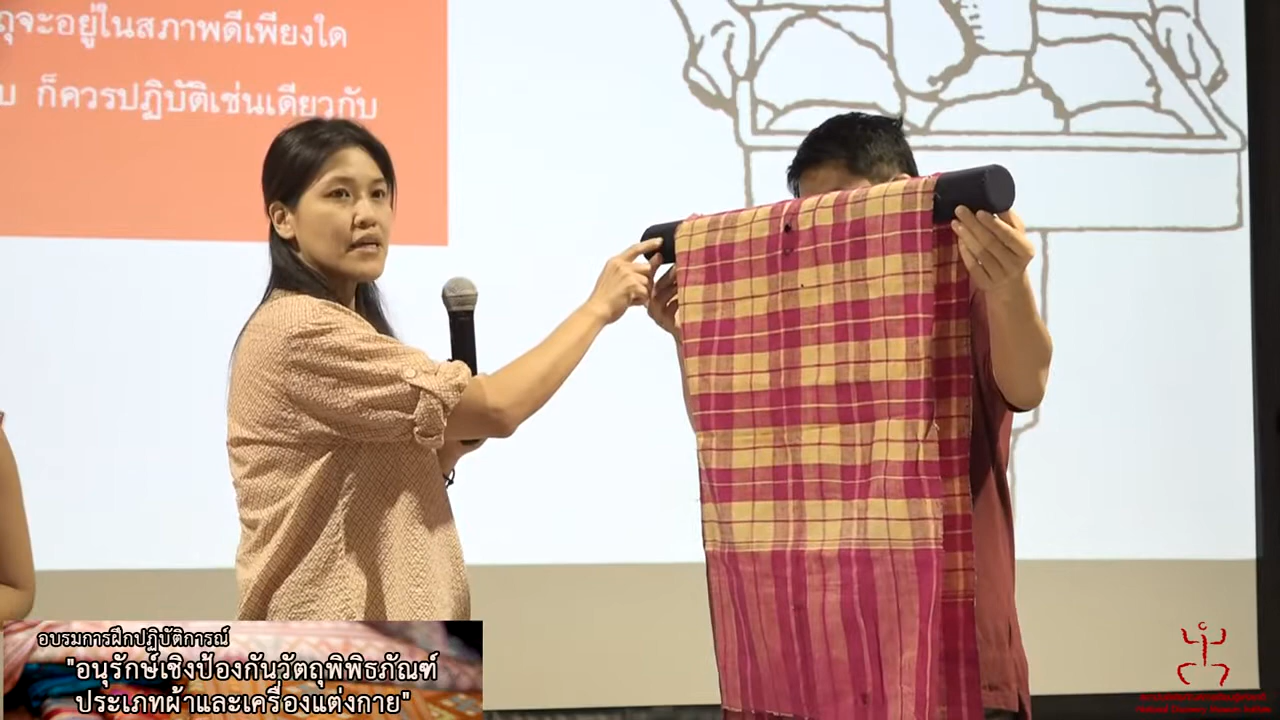 ถุจะอยู่ในสภาพดีเพียงใด
บ ก็ควรปฏิบัติเช่นเดียวกับ
อบรมการฝึกปฏิบัติการณ์
"อนุรักษ์เชิงป้องกันวัตถุพิพิธภัณฑ์
ประเภทผ้าและเครื่องแต่งกาย"
National Discovery Museum Institute